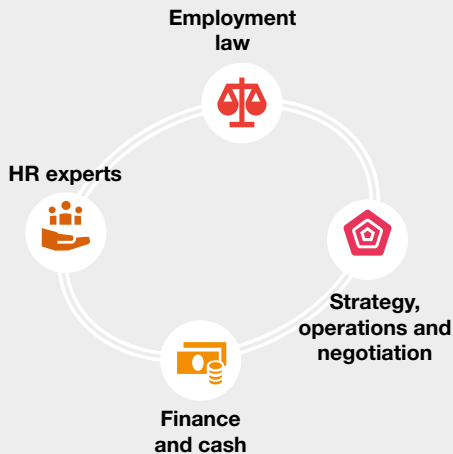 Employment
law
HR experts
Strategy,
operations and
negotiation
Finance
and cash